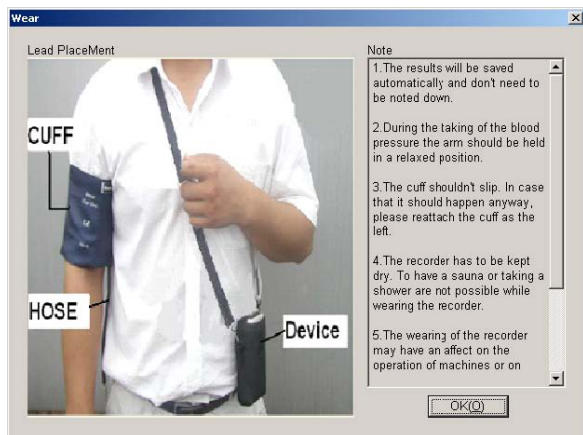 Wear
Lead PlaceMent
CUFF
HOSE
Device
Note
1.The results will be saved
automatically and don't need to
be noted down.
2.During the taking of the blood
pressure the arm should be held
in a relaxed position.
3.The cuff shouldn't slip. In case
that it should happen anyway,
please reattach the cuff as the
left.
4.The recorder has to be kept
dry. To have a sauna or taking a
shower are not possible while
wearing the recorder.
5.The wearing of the recorder
may have an affect on the
operation of machines or on
OK(O)